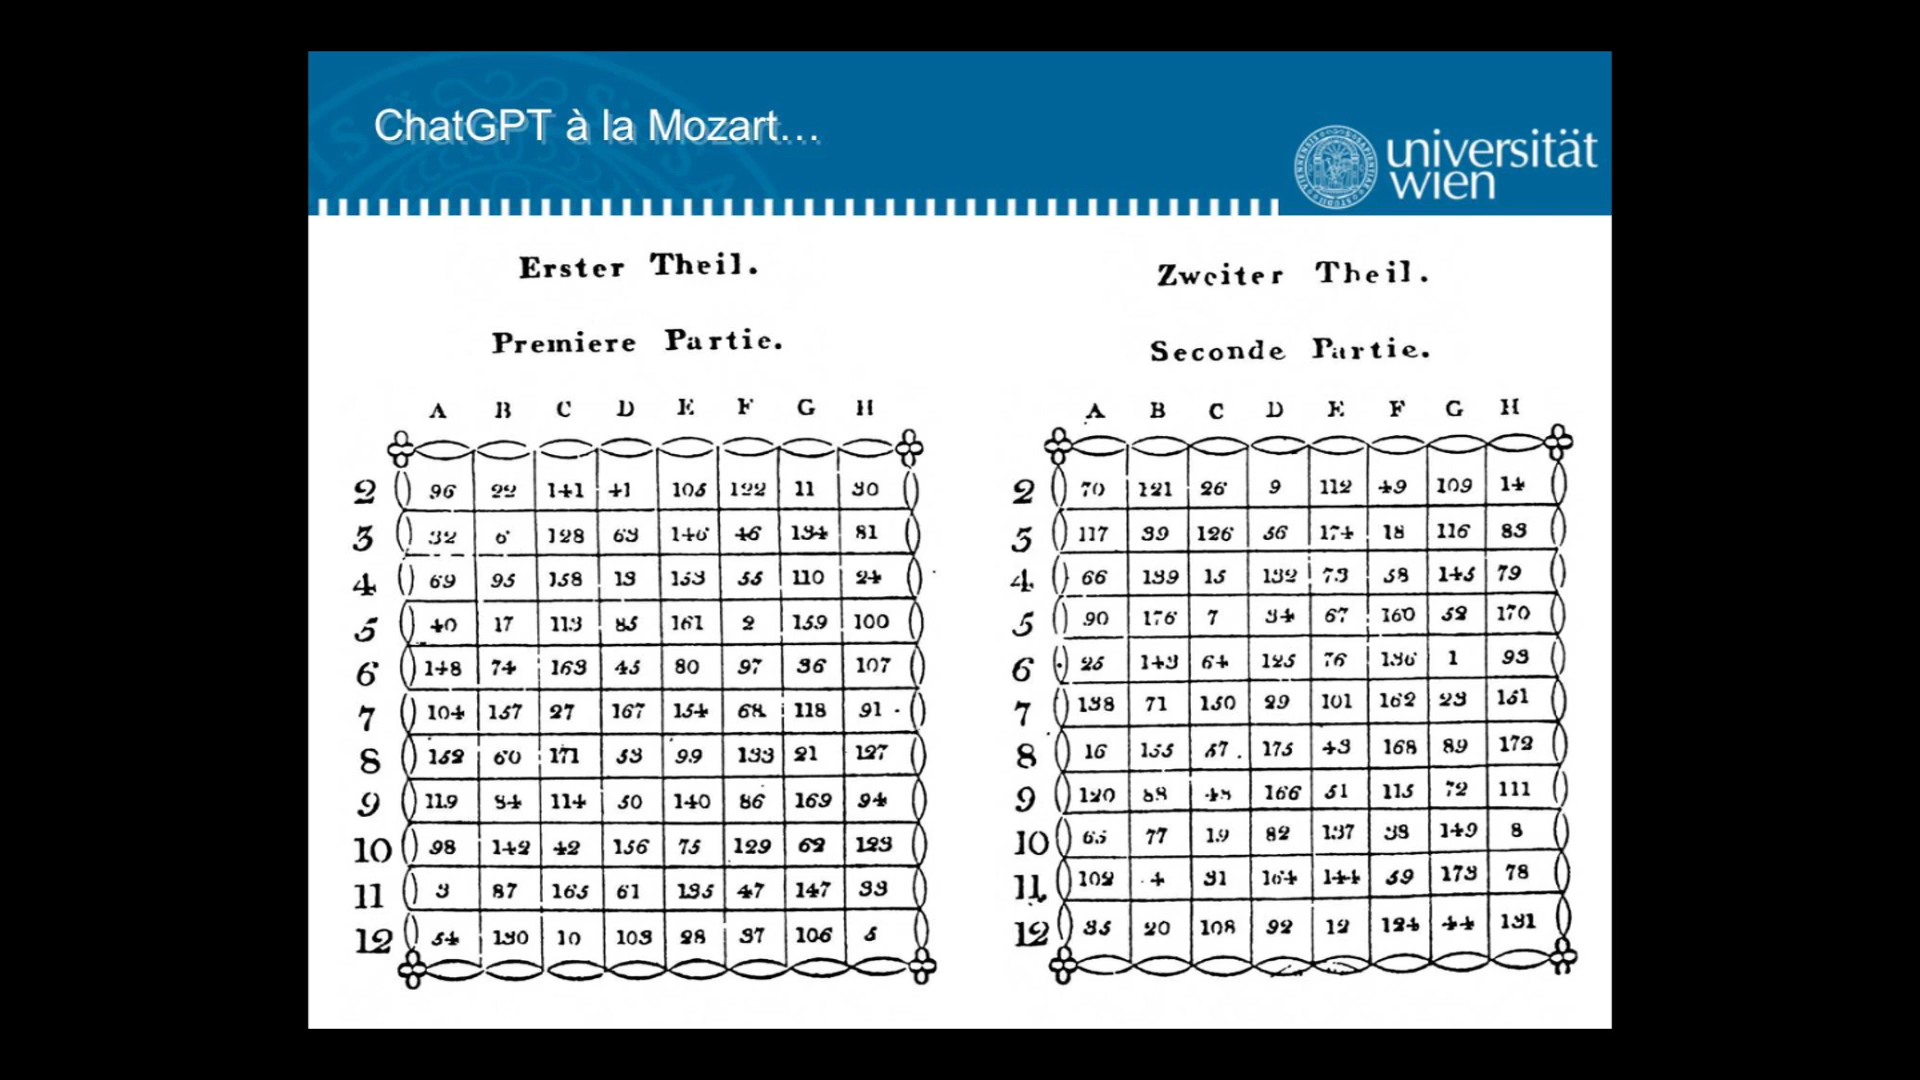 ChatGPT à la Mozart…
universität
wien
Erster Theil.
Premiere Partie.
A B C D E F G H
2 96 22 141 41 105 122 11 30
3 32 6 128 63 146 46 134 81
4 69 95 158 13 153 55 110 24
5 40 17 113 85 161 2 159 100
6 148 74 163 45 80 97 36 107
7 104 157 27 167 154 68 118 91
8 152 60 171 53 99 133 21 127
9 119 84 114 50 140 86 169 94
10 98 142 42 156 75 129 62 123
11 3 87 165 61 135 47 147 33
12 54 130 10 103 28 37 106 5
Zweiter Theil.
Seconde Partie.
A B C D E F G H
2 70 121 26 9 112 49 109 14
3 117 39 126 56 174 18 116 83
4 66 139 15 132 73 58 145 79
5 90 176 7 34 67 160 52 170
6 25 143 64 125 76 136 1 93
7 138 71 150 29 101 162 23 151
8 16 155 57 175 43 168 89 172
9 120 88 48 166 51 115 72 111
10 65 77 19 82 137 38 149 8
11 102 4 31 164 144 59 173 78
12 35 20 108 92 12 124 44 131